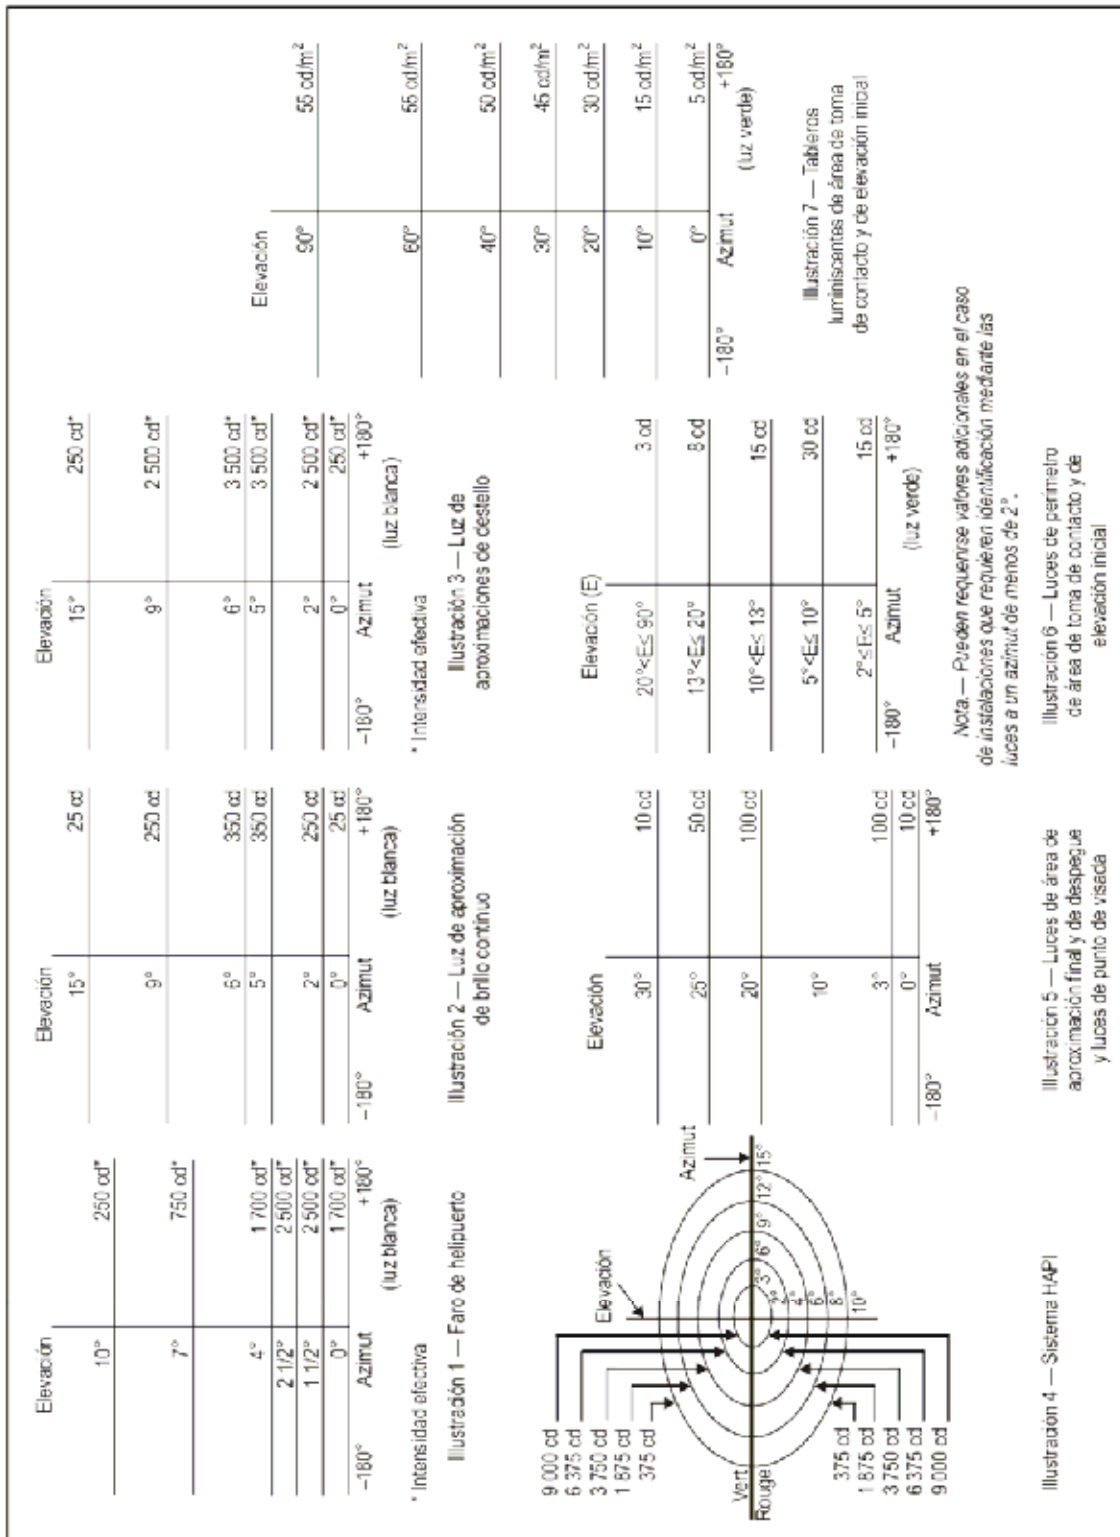 Elevación
10° 250 cd*
7° 750 cd*
4° 1 700 cd*
2 1/2° 2 500 cd*
1 1/2° 2 500 cd*
0° 1 700 cd*
−180° Azimut +180°
(luz blanca)
* Intensidad efectiva
Illustración 1 — Faro de helipuerto
Elevación
15° 25 cd
9° 250 cd
6° 350 cd
5° 350 cd
2° 250 cd
0° 25 cd
−180° Azimut +180°
(luz blanca)
Illustración 2 — Luz de aproximación
de brillo continuo
Elevación
15° 250 cd*
9° 2 500 cd*
6° 3 500 cd*
5° 3 500 cd*
2° 2 500 cd*
0° 250 cd*
−180° Azimut +180°
(luz blanca)
* Intensidad efectiva
Illustración 3 — Luz de
aproximaciones de destello
Elevación
90° 55 cd/m²
60° 55 cd/m²
40° 50 cd/m²
30° 45 cd/m²
20° 30 cd/m²
10° 15 cd/m²
0° 5 cd/m²
−180° Azimut +180°
(luz verde)
Illustración 7 — Tableros
luminiscentes de área de toma
de contacto y de elevación inicial
9 000 cd
6 375 cd
3 750 cd
1 875 cd
375 cd
Elevación
Azimut
Vert
Rouge
3° 6° 9° 12° 15°
2° 4° 6° 8° 10°
375 cd
1 875 cd
3 750 cd
6 375 cd
9 000 cd
Illustración 4 — Sistema HAPI
Elevación
30° 10 cd
25° 50 cd
20° 100 cd
10°
3° 100 cd
0° 10 cd
−180° Azimut +180°
Illustración 5 — Luces de área de
aproximación final y de despegue
y luces de punto de visada
Elevación (E)
20°<E≤ 90° 3 cd
13°<E≤ 20° 8 cd
10°<E≤ 13° 15 cd
5°<E≤ 10° 30 cd
2°≤E≤ 5° 15 cd
−180° Azimut +180°
(luz verde)
Nota.— Pueden requerirse valores adicionales en el caso
de instalaciones que requieren identificación mediante las
luces a un azimut de menos de 2°.
Illustración 6 — Luces de perímetro
de área de toma de contacto y de
elevación inicial